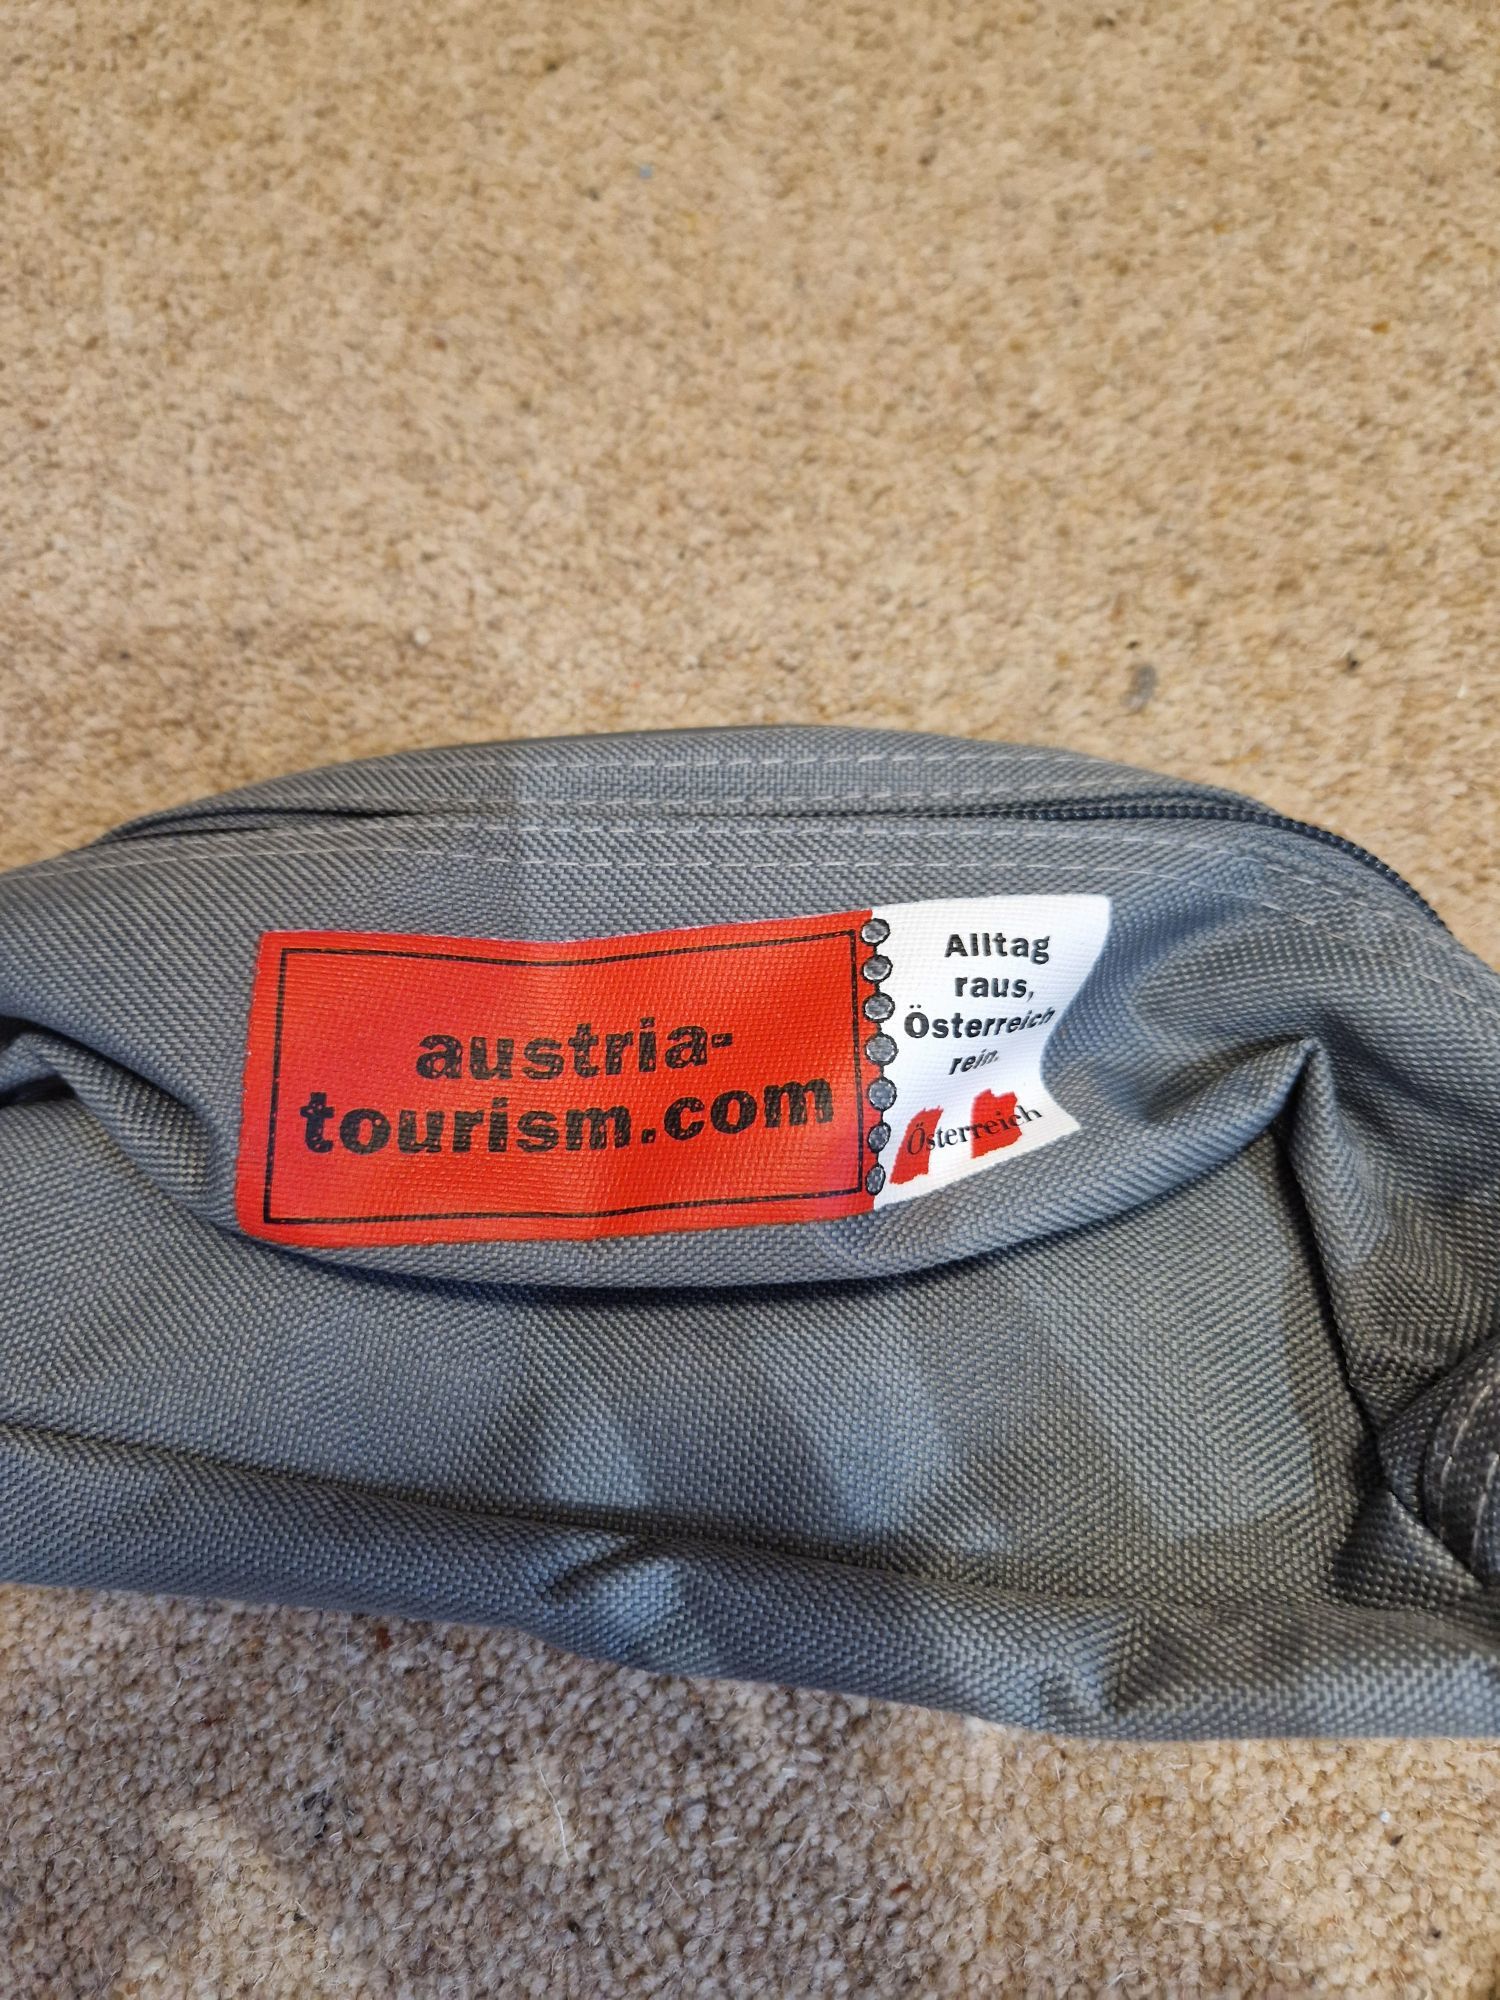 austria-
tourism.com
Alltag
raus,
Österreich
rein.
Österreich